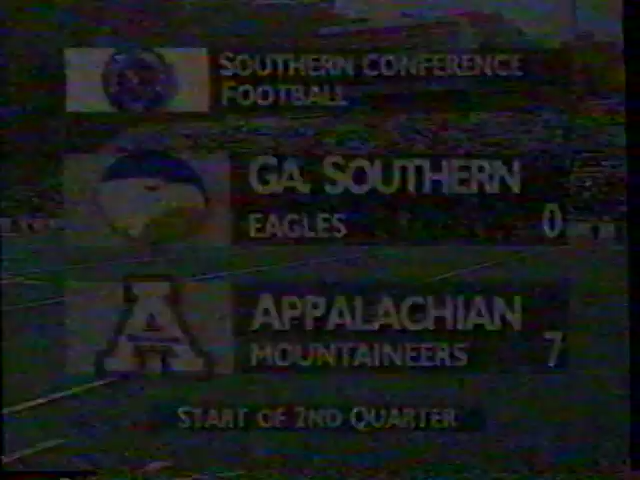 SOUTHERN CONFERENCE
FOOTBALL
GA. SOUTHERN
EAGLES 0
APPALACHIAN
MOUNTAINEERS 7
START OF 2ND QUARTER